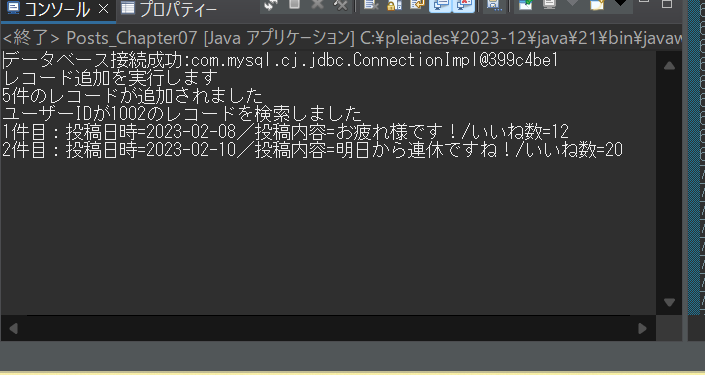 コンソール × プロパティー
<終了> Posts_Chapter07 [Java アプリケーション] C:¥pleiades¥2023-12¥java¥21¥bin¥javaw
データベース接続成功:com.mysql.cj.jdbc.ConnectionImpl@399c4be1
レコード追加を実行します
5件のレコードが追加されました
ユーザーIDが1002のレコードを検索しました
1件目：投稿日時=2023-02-08／投稿内容=お疲れ様です！/いいね数=12
2件目：投稿日時=2023-02-10／投稿内容=明日から連休ですね！/いいね数=20